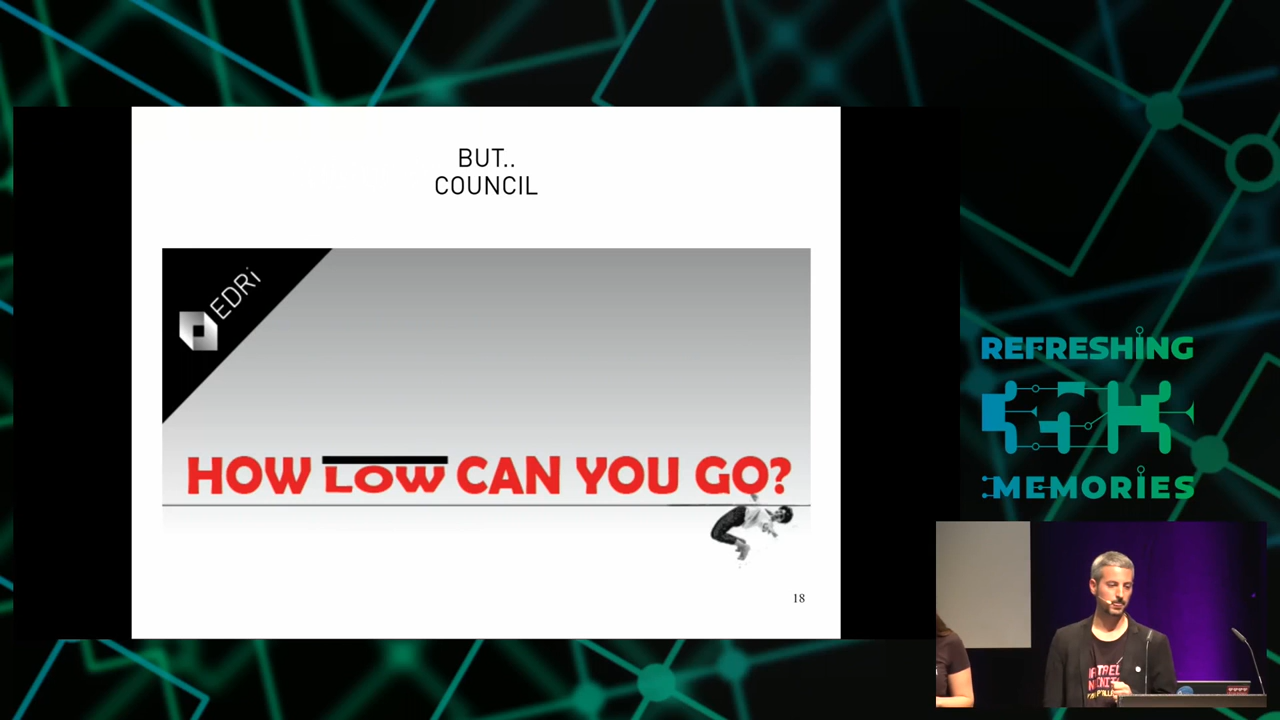 BUT..
COUNCIL
EDRi
HOW LOW CAN YOU GO?
18
REFRESHING
MEMORIES